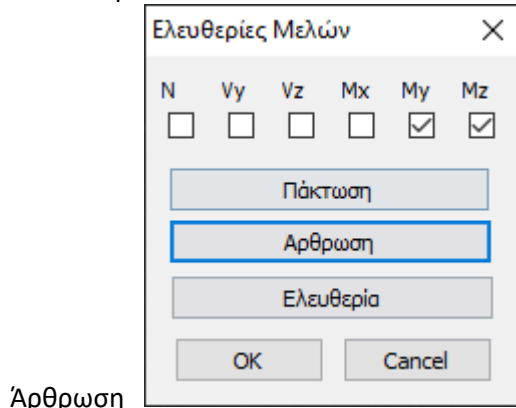 Ελευθερίες Μελών
N Vy Vz Mx My Mz
Πάκτωση
Αρθρωση
Ελευθερία
OK Cancel
Άρθρωση